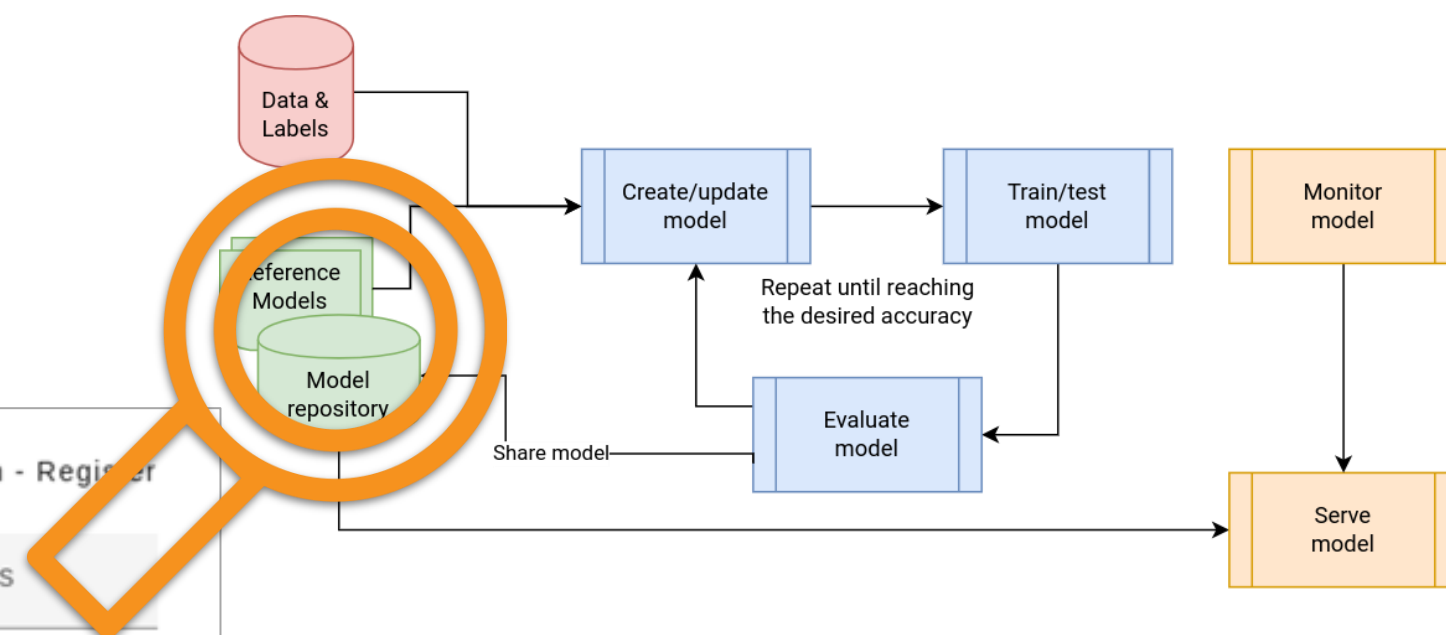 Data &
Labels
eference
Models
Model
repository
Create/update
model
Train/test
model
Monitor
model
Repeat until reaching
the desired accuracy
Evaluate
model
Share model
Serve
model
- Register
s